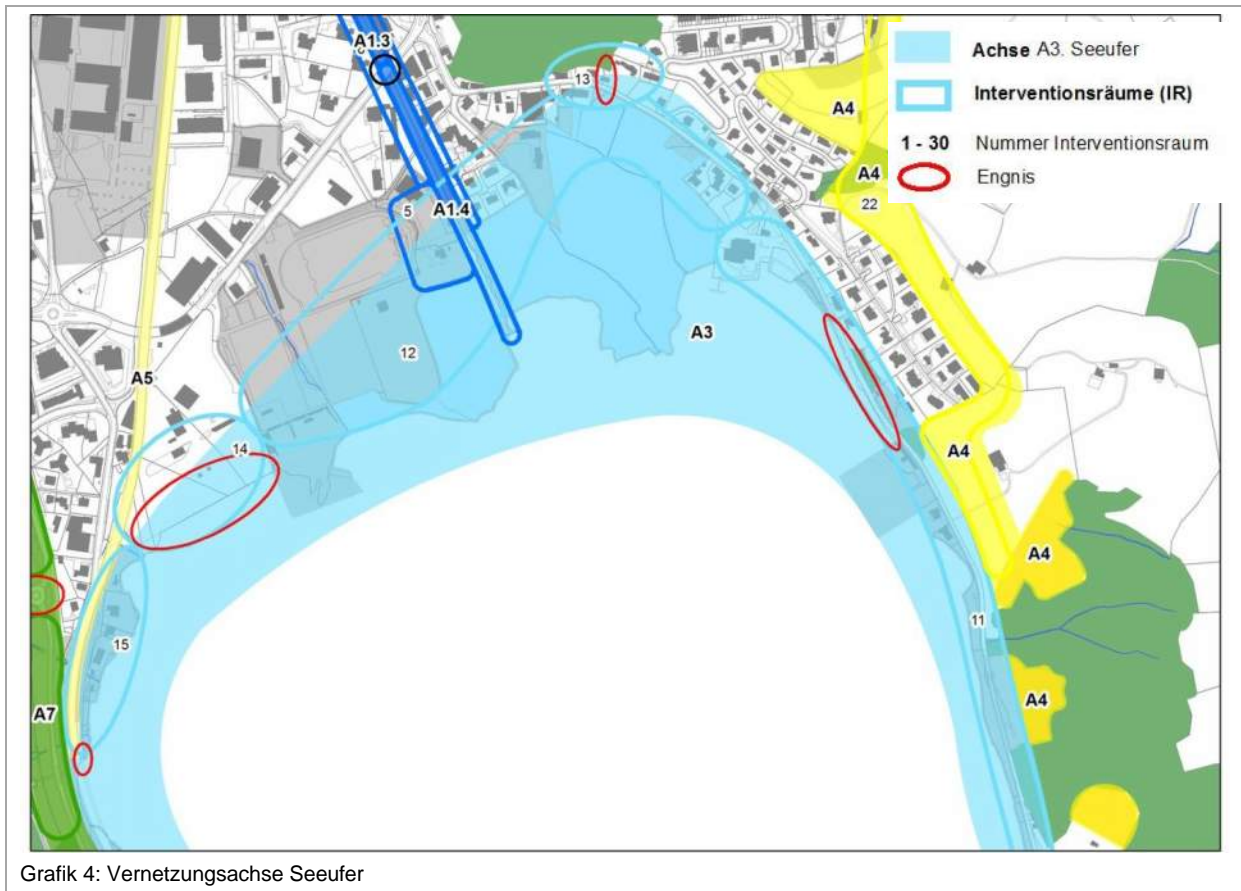 A1.3
6
13
Achse A3. Seeufer
Interventionsräume (IR)
1 - 30 Nummer Interventionsraum
Engnis
A4
A4
22
5
A1.4
A3
12
A5
14
A4
A4
11
15
A7
A4
Grafik 4: Vernetzungsachse Seeufer